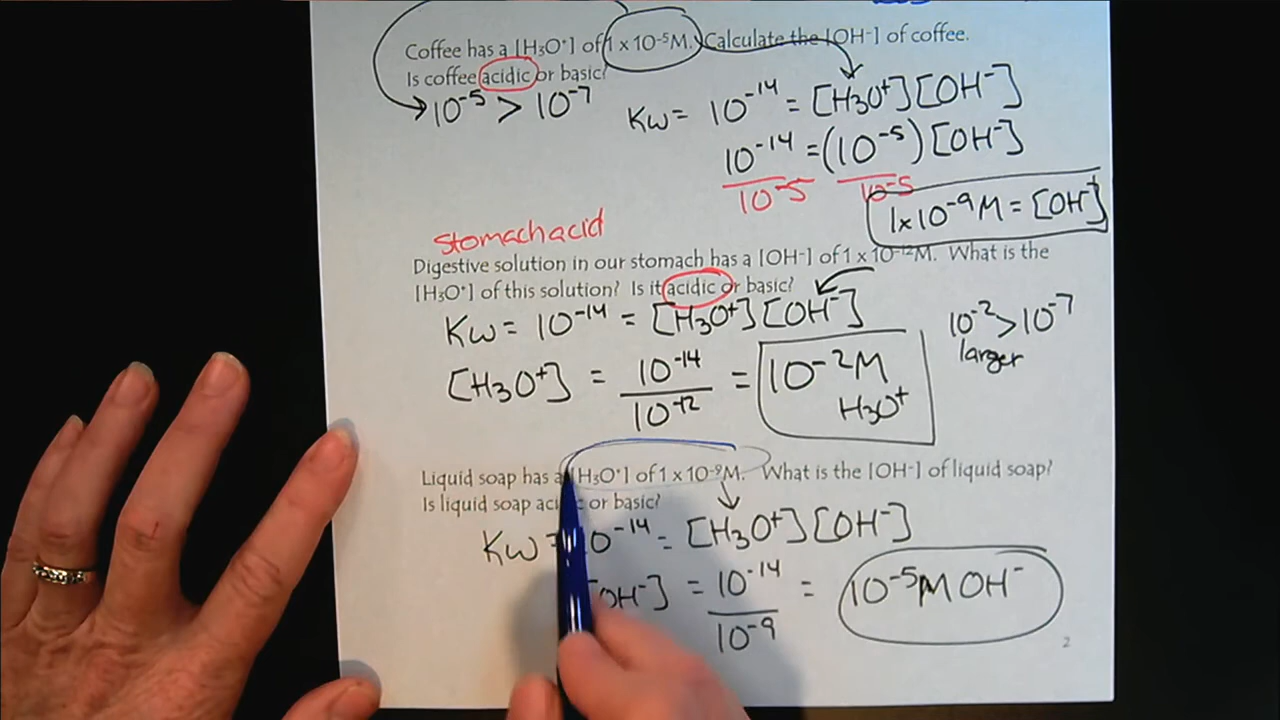 Coffee has a [H₃O⁺] of 1 x 10⁻⁵M. Calculate the [OH-] of coffee.
Is coffee acidic or basic?
10⁻⁵ > 10⁻⁷
Kw = 10⁻¹⁴ = [H₃O⁺][OH⁻]
10⁻¹⁴ = (10⁻⁵) [OH⁻]
10⁻⁵ 10⁻⁵
1x10⁻⁹M = [OH⁻]
Stomach acid
Digestive solution in our stomach has a [OH-] of 1 x 10⁻¹²M. What is the
[H₃O⁺] of this solution? Is it acidic or basic?
Kw = 10⁻¹⁴ = [H₃O⁺][OH⁻]
10⁻² > 10⁻⁷
larger
[H₃O⁺] = 10⁻¹⁴ = 10⁻²M
10⁻¹² H₃O⁺
Liquid soap has a [H₃O⁺] of 1 x 10⁻⁹M. What is the [OH-] of liquid soap?
Is liquid soap or basic?
Kw = 10⁻¹⁴ = [H₃O⁺][OH⁻]
[OH⁻] = 10⁻¹⁴ = 10⁻⁵M OH⁻
10⁻⁹
2